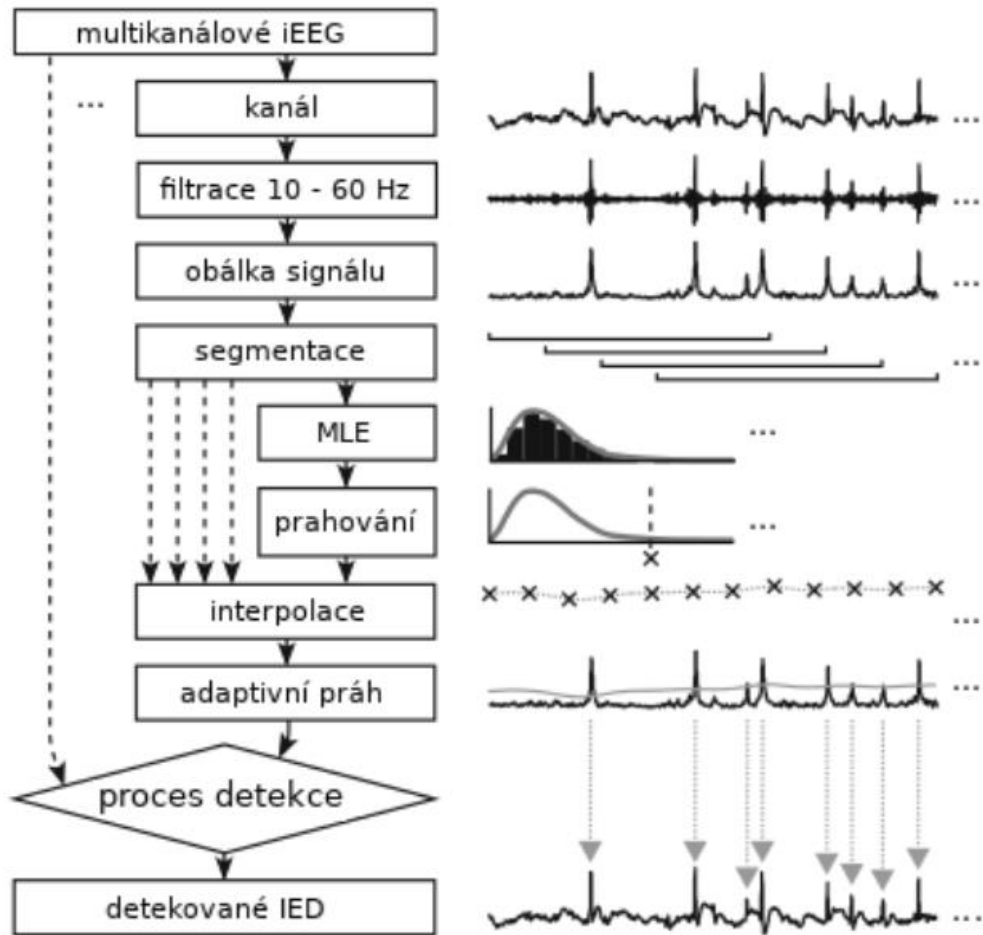 multikanálové iEEG
...
kanál
...
filtrace 10 - 60 Hz
...
obálka signálu
...
segmentace
...
MLE
...
prahování
...
interpolace
...
adaptivní práh
...
proces detekce
detekované IED
...